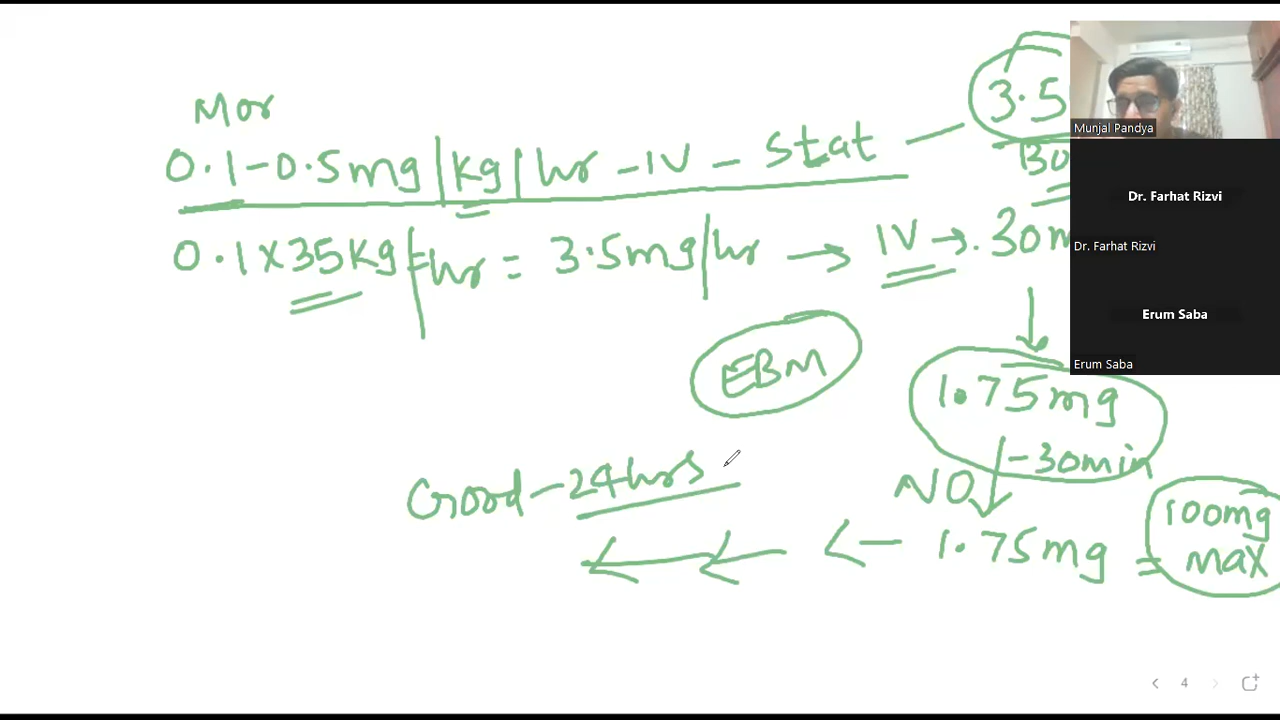 Mor
0.1-0.5mg/kg/hr - IV - Stat — 3.5
30
0.1x35kg/hr = 3.5mg/hr → IV → 30m
EBM
1.75mg
-30min
NO
Good-24hrs
1.75mg = 100mg
max
Munjal Pandya
Dr. Farhat Rizvi
Dr. Farhat Rizvi
Erum Saba
Erum Saba
4